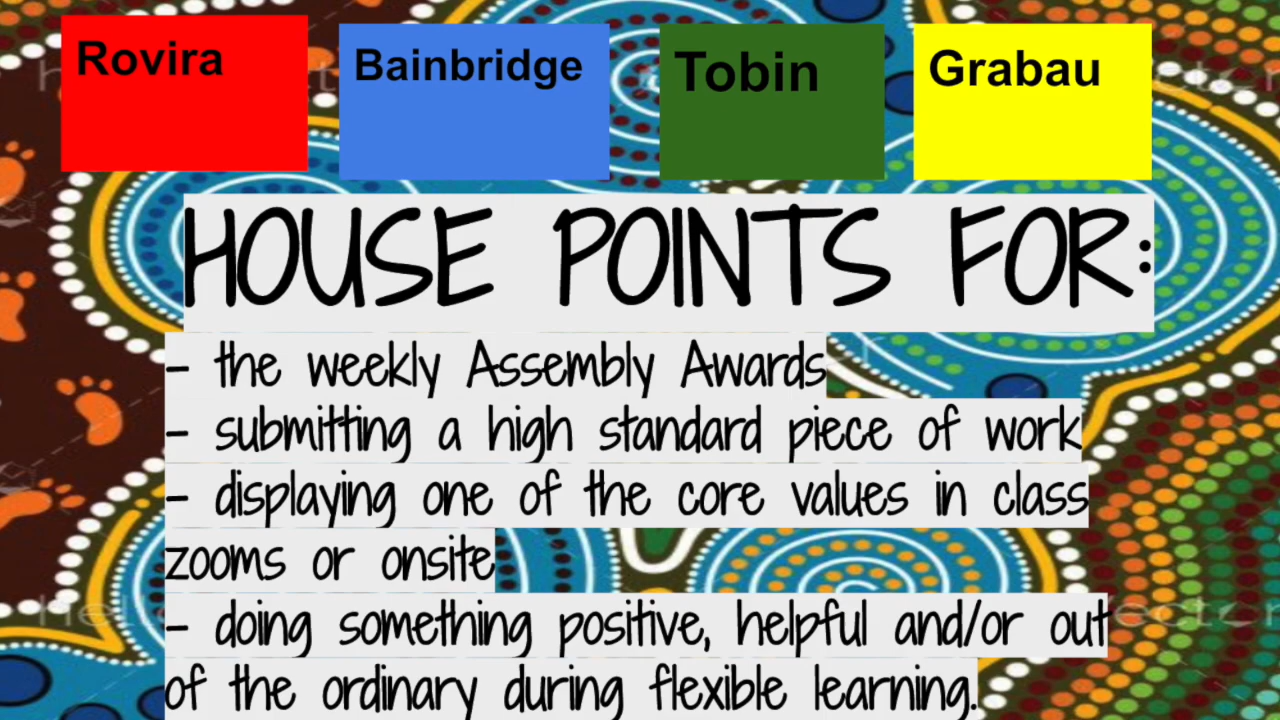 Rovira Bainbridge Tobin Grabau
HOUSE POINTS FOR:
- the weekly Assembly Awards
- submitting a high standard piece of work
- displaying one of the core values in class
zooms or onsite
- doing something positive, helpful and/or out
of the ordinary during flexible learning.